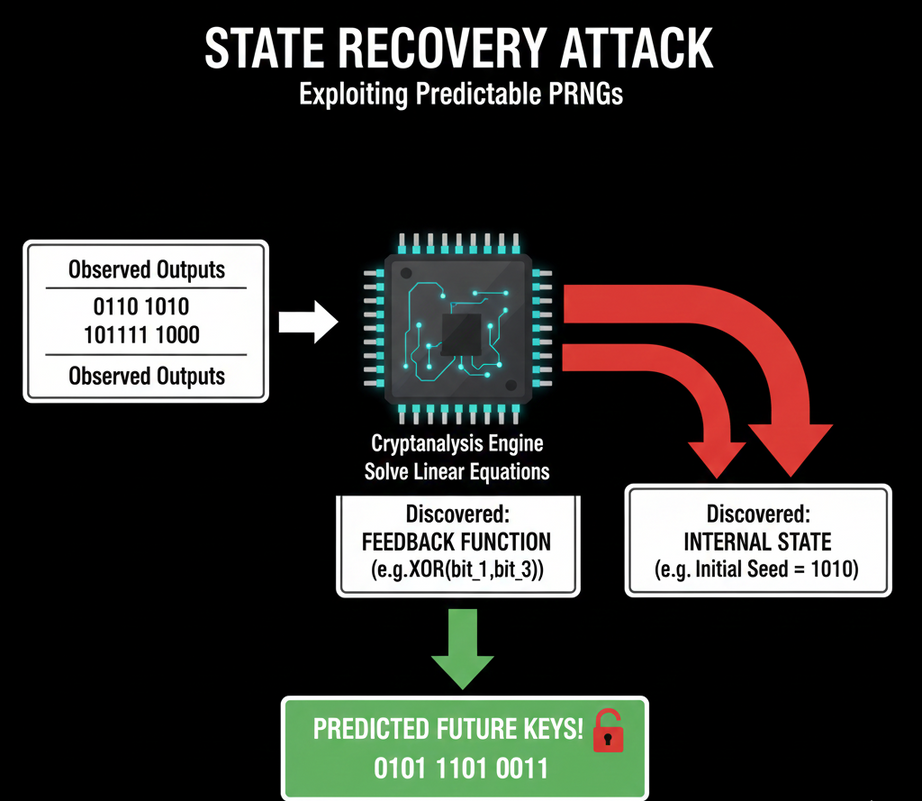 STATE RECOVERY ATTACK
Exploiting Predictable PRNGs
Observed Outputs
0110 1010
101111 1000
Observed Outputs
Cryptanalysis Engine
Solve Linear Equations
Discovered:
FEEDBACK FUNCTION
(e.g.XOR(bit_1,bit_3))
Discovered:
INTERNAL STATE
(e.g. Initial Seed = 1010)
PREDICTED FUTURE KEYS!
0101 1101 0011